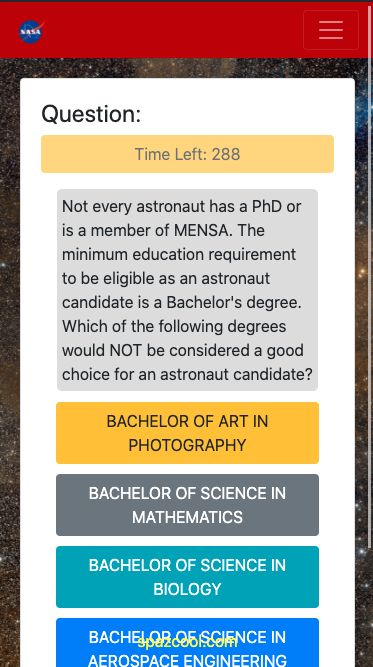 NASA
Question:
Time Left: 288
Not every astronaut has a PhD or
is a member of MENSA. The
minimum education requirement
to be eligible as an astronaut
candidate is a Bachelor's degree.
Which of the following degrees
would NOT be considered a good
choice for an astronaut candidate?
BACHELOR OF ART IN
PHOTOGRAPHY
BACHELOR OF SCIENCE IN
MATHEMATICS
BACHELOR OF SCIENCE IN
BIOLOGY
BACHELOR OF SCIENCE IN
spazcool.com
AEROSPACE ENGINEERING